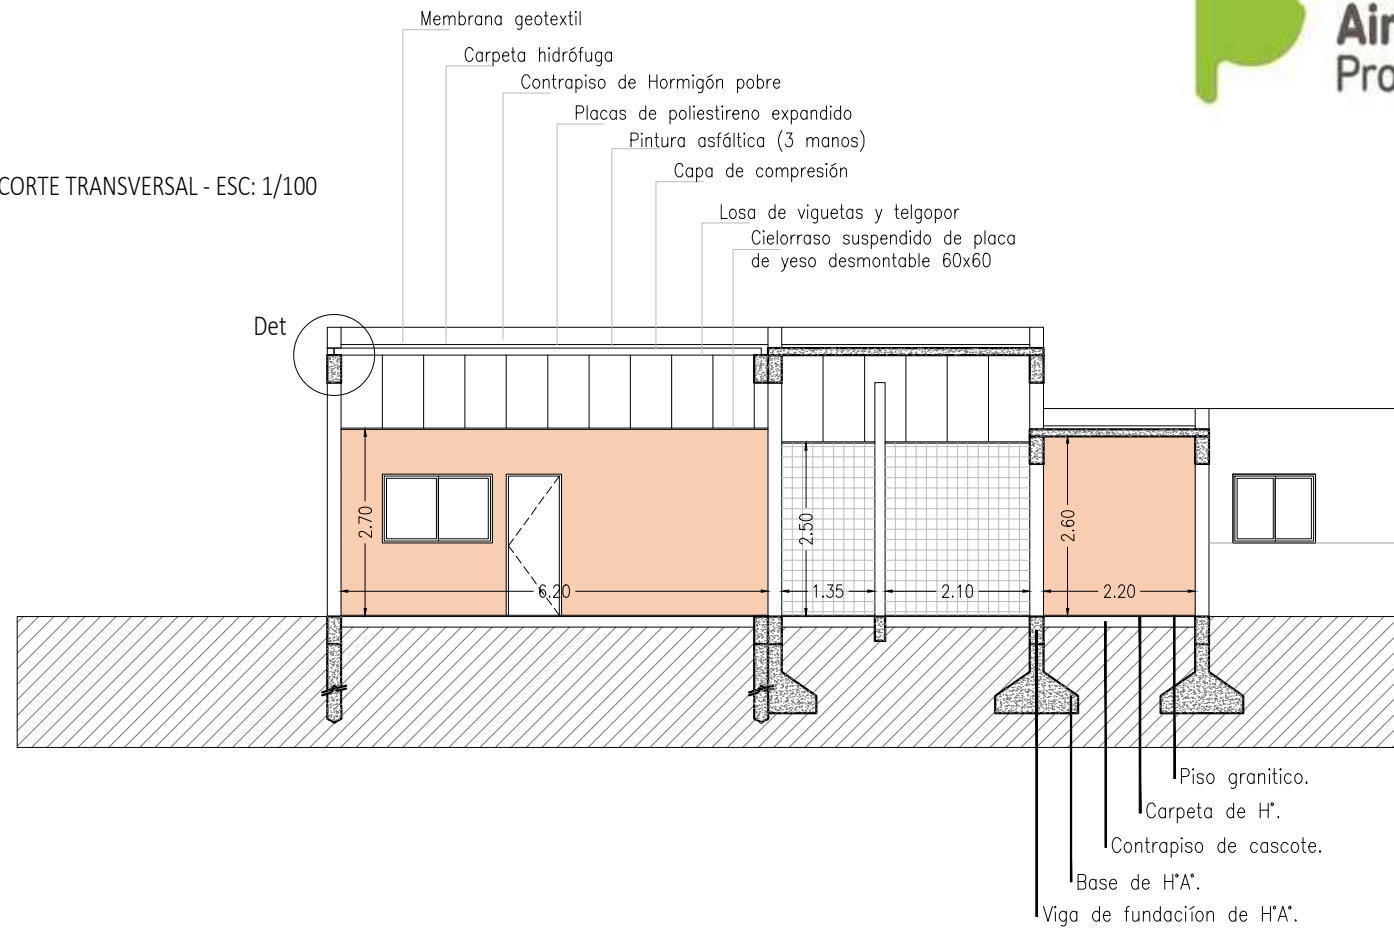 Membrana geotextil
Carpeta hidrófuga
Contrapiso de Hormigón pobre
Placas de poliestireno expandido
Pintura asfáltica (3 manos)
Capa de compresión
CORTE TRANSVERSAL - ESC: 1/100
Losa de viguetas y telgopor
Cielorraso suspendido de placa
de yeso desmontable 60x60
Det
2.70
2.50
2.60
6.20
1.35
2.10
2.20
Piso granitico.
Carpeta de H°.
Contrapiso de cascote.
Base de H°A°.
Viga de fundaciíon de H°A°.